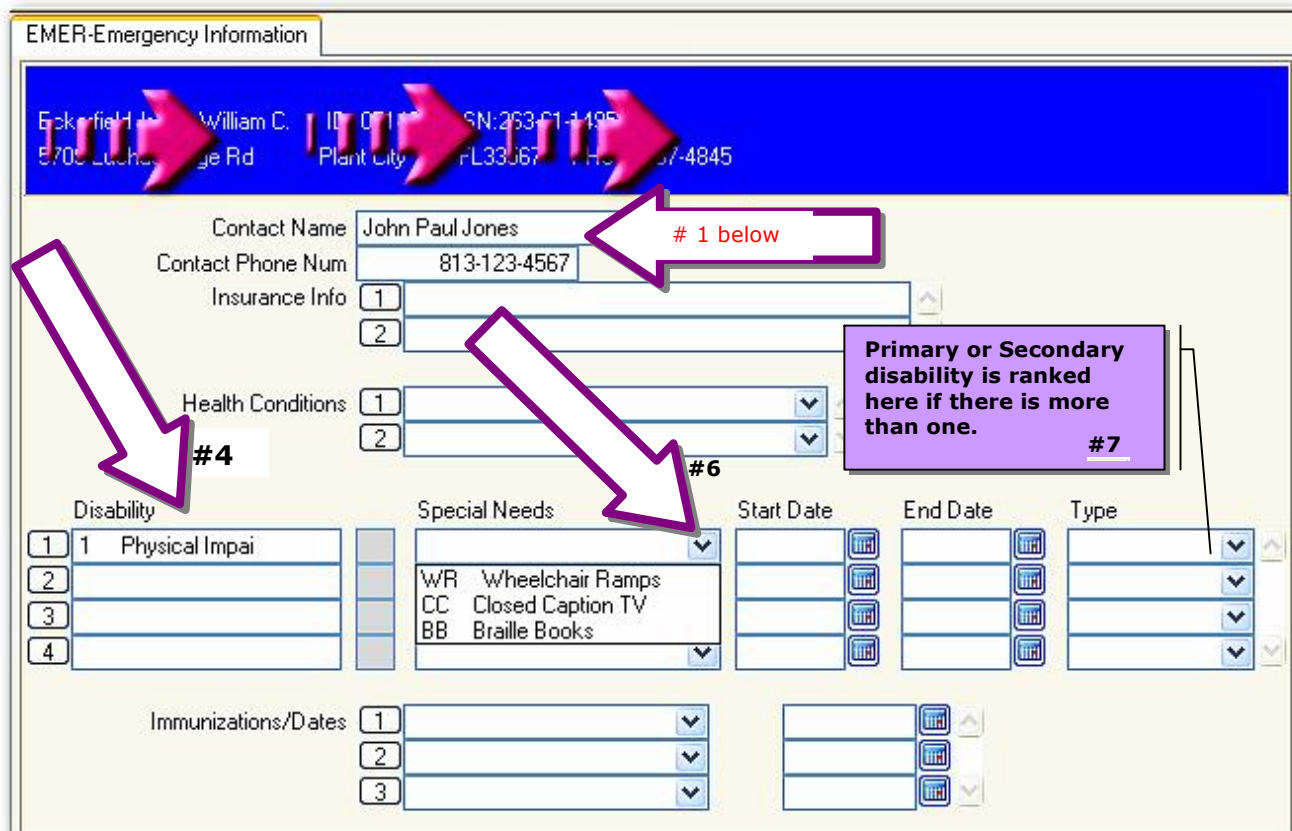 EMER-Emergency Information
William C.
ge Rd Plant City -4845
Contact Name John Paul Jones
# 1 below
Contact Phone Num 813-123-4567
Insurance Info 1
2
Primary or Secondary
disability is ranked
here if there is more
than one.
#7
Health Conditions 1
2
#4
#6
Disability Special Needs Start Date End Date Type
1 1 Physical Impai
2 WR Wheelchair Ramps
3 CC Closed Caption TV
BB Braille Books
4
Immunizations/Dates 1
2
3